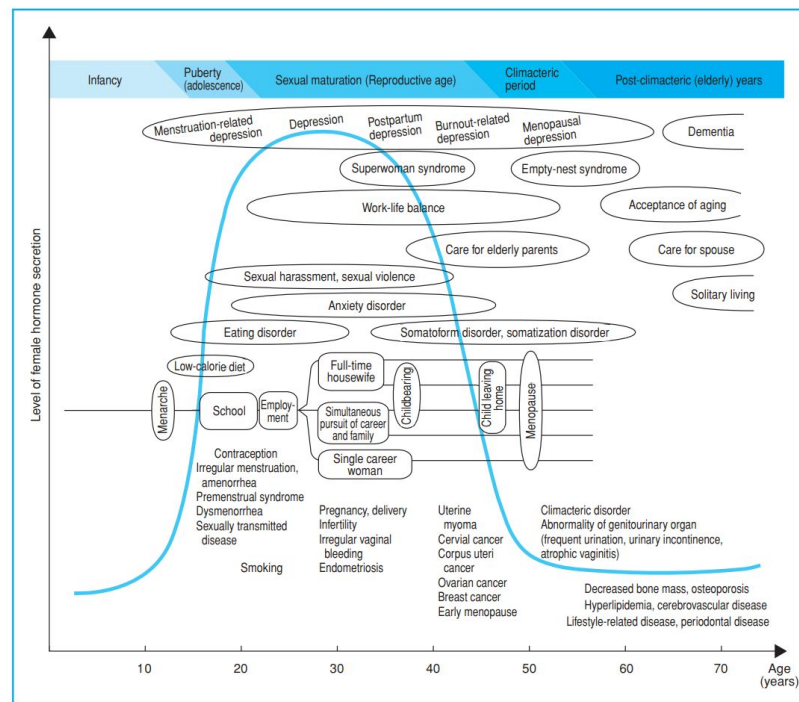 Infancy
Puberty
(adolescence)
Sexual maturation (Reproductive age)
Climacteric
period
Post-climacteric (elderly) years
Menstruation-related
depression
Depression
Postpartum
depression
Burnout-related
depression
Menopausal
depression
Dementia
Superwoman syndrome
Empty-nest syndrome
Work-life balance
Acceptance of aging
Care for elderly parents
Care for spouse
Sexual harassment, sexual violence
Solitary living
Anxiety disorder
Eating disorder
Somatoform disorder, somatization disorder
Low-calorie diet
Menarche
School
Employ-
ment
Full-time
housewife
Simultaneous
pursuit of career
and family
Single career
woman
Childbearing
Child leaving
home
Menopause
Contraception
Irregular menstruation,
amenorrhea
Premenstrual syndrome
Dysmenorrhea
Sexually transmitted
disease
Smoking
Pregnancy, delivery
Infertility
Irregular vaginal
bleeding
Endometriosis
Uterine
myoma
Cervial cancer
Corpus uteri
cancer
Ovarian cancer
Breast cancer
Early menopause
Climacteric disorder
Abnormality of genitourinary organ
(frequent urination, urinary incontinence,
atrophic vaginitis)
Decreased bone mass, osteoporosis
Hyperlipidemia, cerebrovascular disease
Lifestyle-related disease, periodontal disease
Level of female hormone secretion
10 20 30 40 50 60 70 Age
(years)